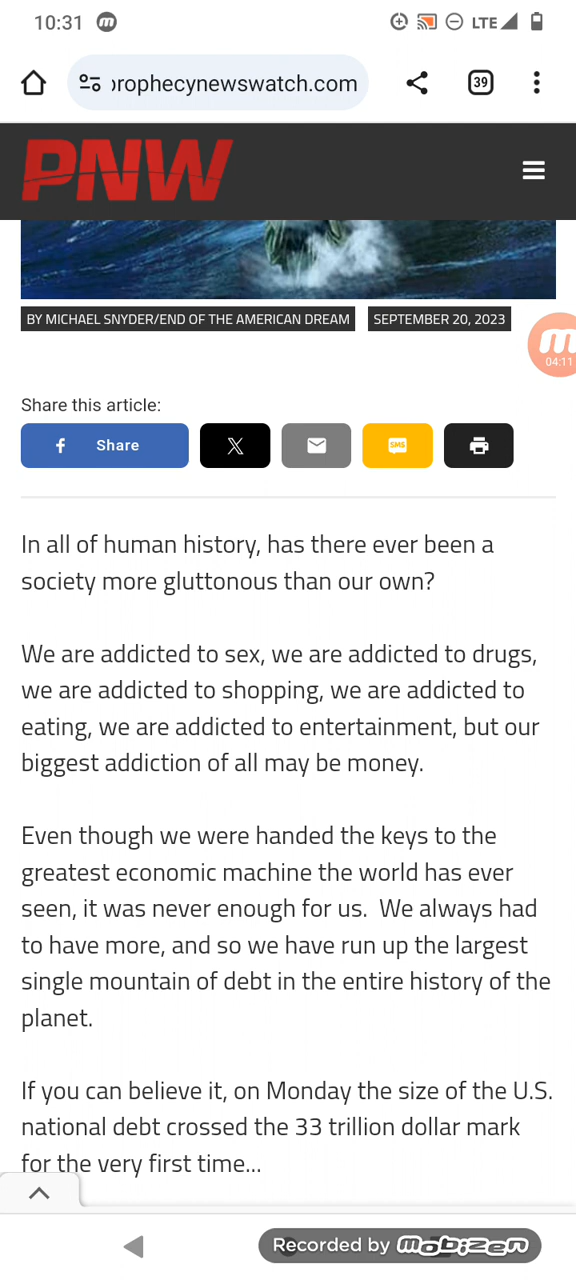 10:31 m LTE
prophecynewswatch.com 39
PNW
BY MICHAEL SNYDER/END OF THE AMERICAN DREAM SEPTEMBER 20, 2023
m
04:11
Share this article:
f Share X SMS
In all of human history, has there ever been a
society more gluttonous than our own?
We are addicted to sex, we are addicted to drugs,
we are addicted to shopping, we are addicted to
eating, we are addicted to entertainment, but our
biggest addiction of all may be money.
Even though we were handed the keys to the
greatest economic machine the world has ever
seen, it was never enough for us.  We always had
to have more, and so we have run up the largest
single mountain of debt in the entire history of the
planet.
If you can believe it, on Monday the size of the U.S.
national debt crossed the 33 trillion dollar mark
for the very first time...
Recorded by mobizen